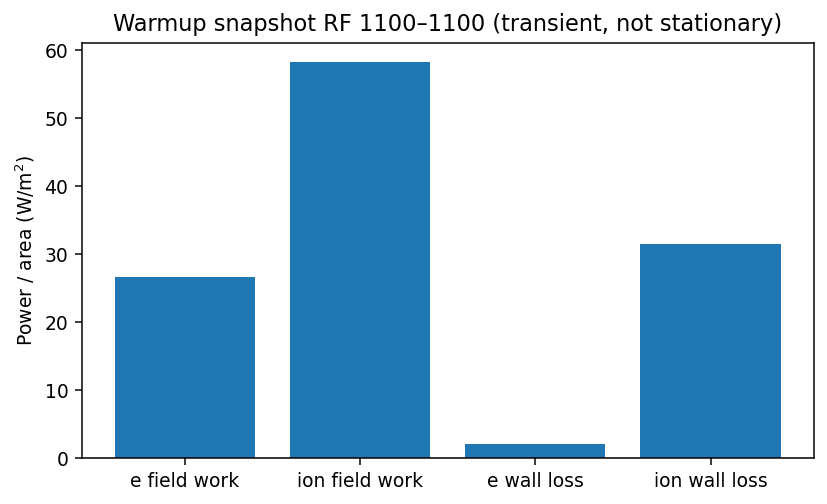 Warmup snapshot RF 1100–1100 (transient, not stationary)
Power / area (W/m²)
60
50
40
30
20
10
0
e field work
ion field work
e wall loss
ion wall loss